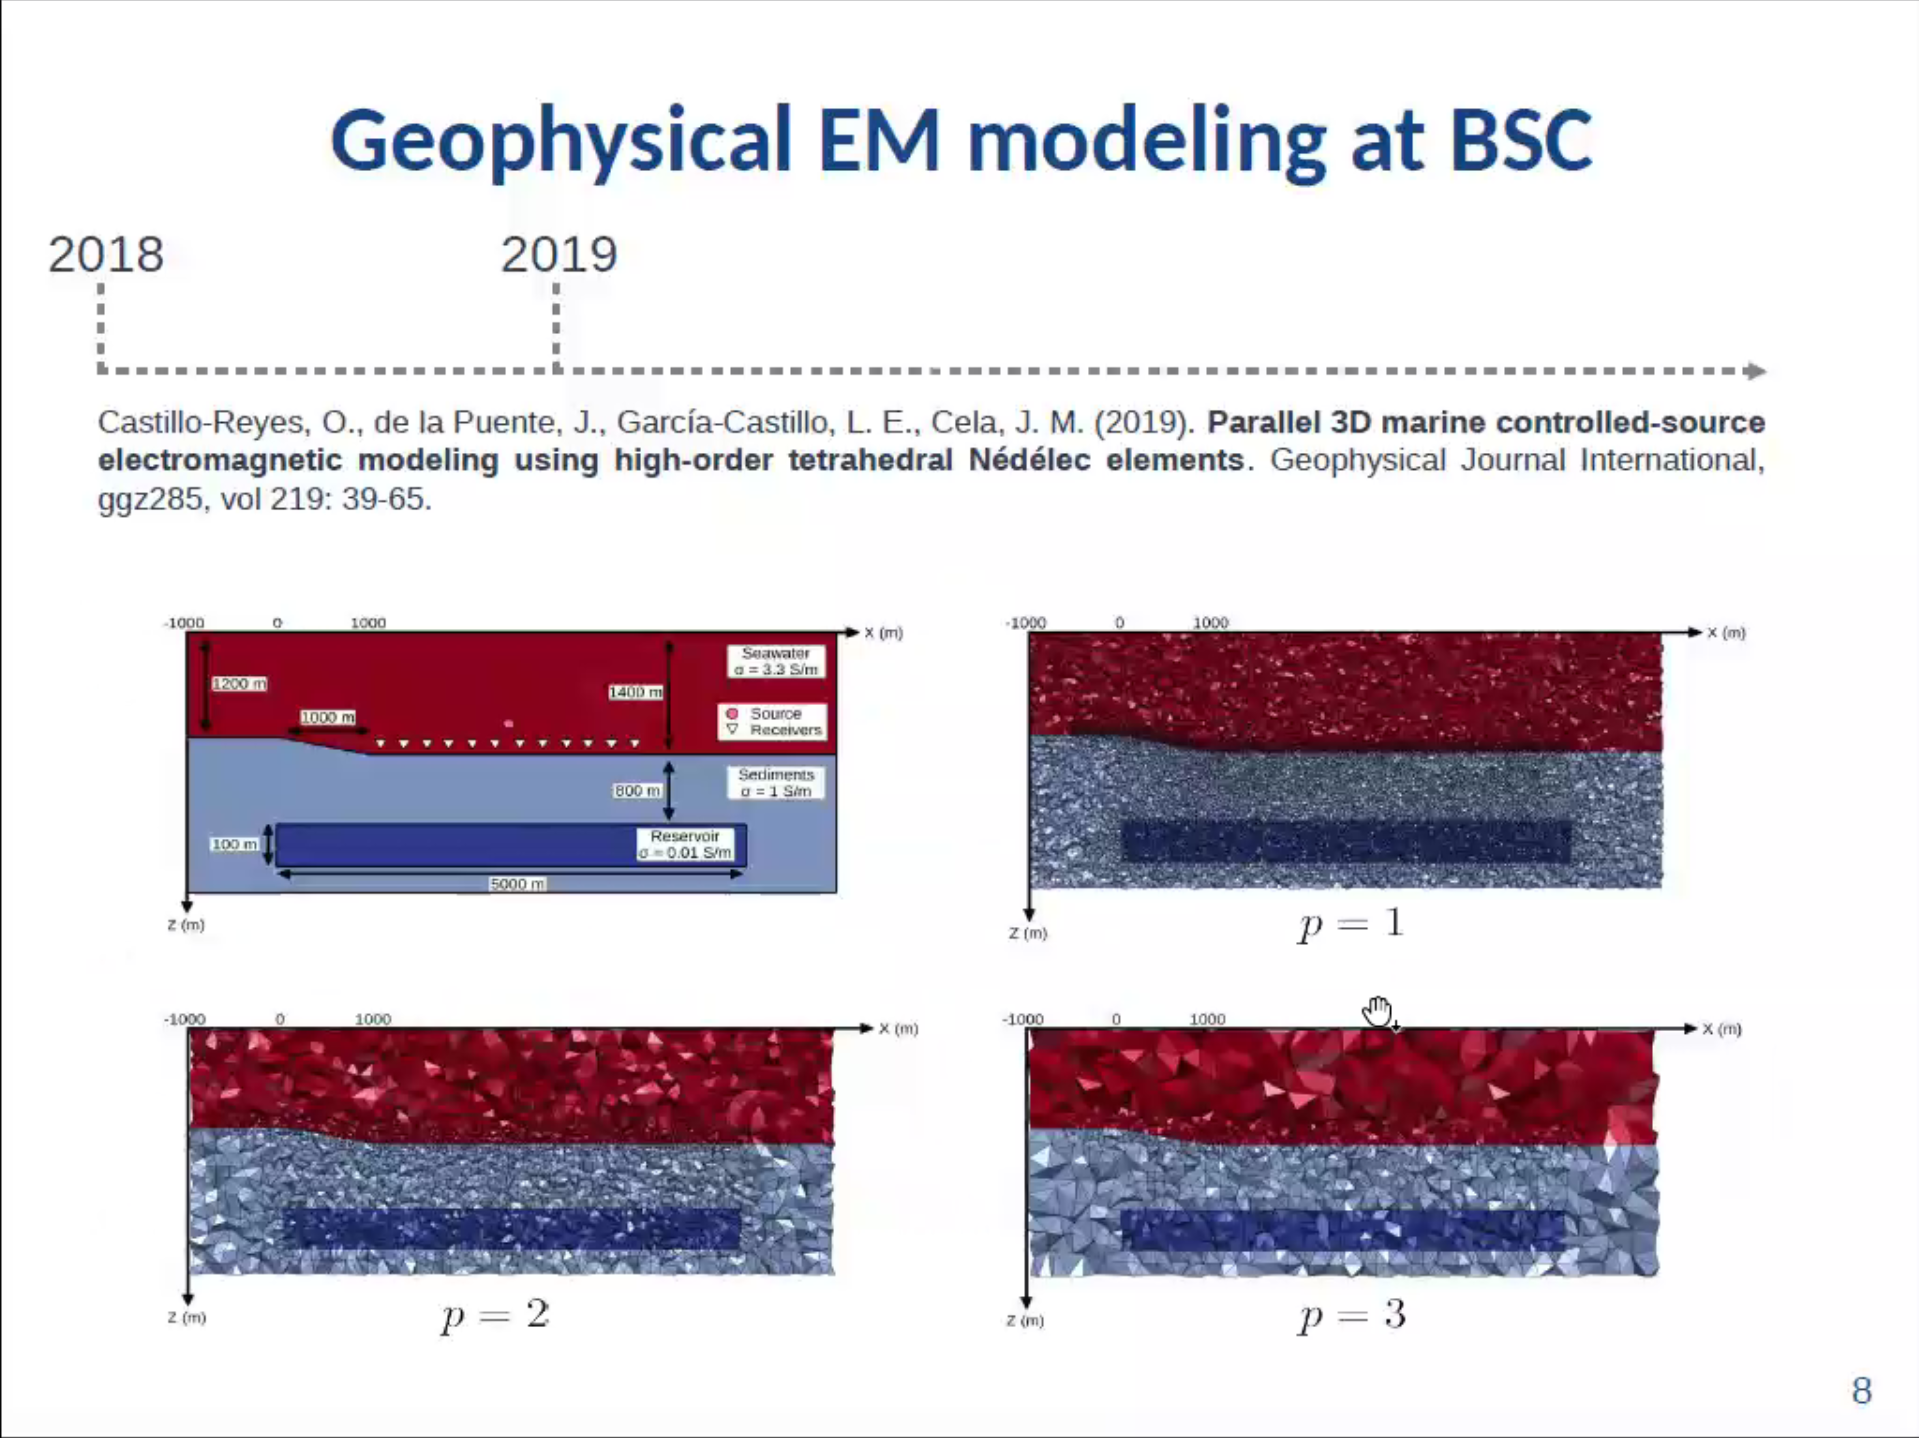 Geophysical EM modeling at BSC
2018 2019
Castillo-Reyes, O., de la Puente, J., García-Castillo, L. E., Cela, J. M. (2019). Parallel 3D marine controlled-source
electromagnetic modeling using high-order tetrahedral Nédélec elements. Geophysical Journal International,
ggz285, vol 219: 39-65.
-1000 0 1000 X (m)
Seawater
σ = 3.3 S/m
1200 m
1400 m
1000 m
Source
Receivers
Sediments
σ = 1 S/m
800 m
Reservoir
σ = 0.01 S/m
100 m
5000 m
Z (m)
-1000 0 1000 X (m)
Z (m)
p = 1
-1000 0 1000 X (m)
Z (m)
p = 2
-1000 0 1000 X (m)
Z (m)
p = 3
8